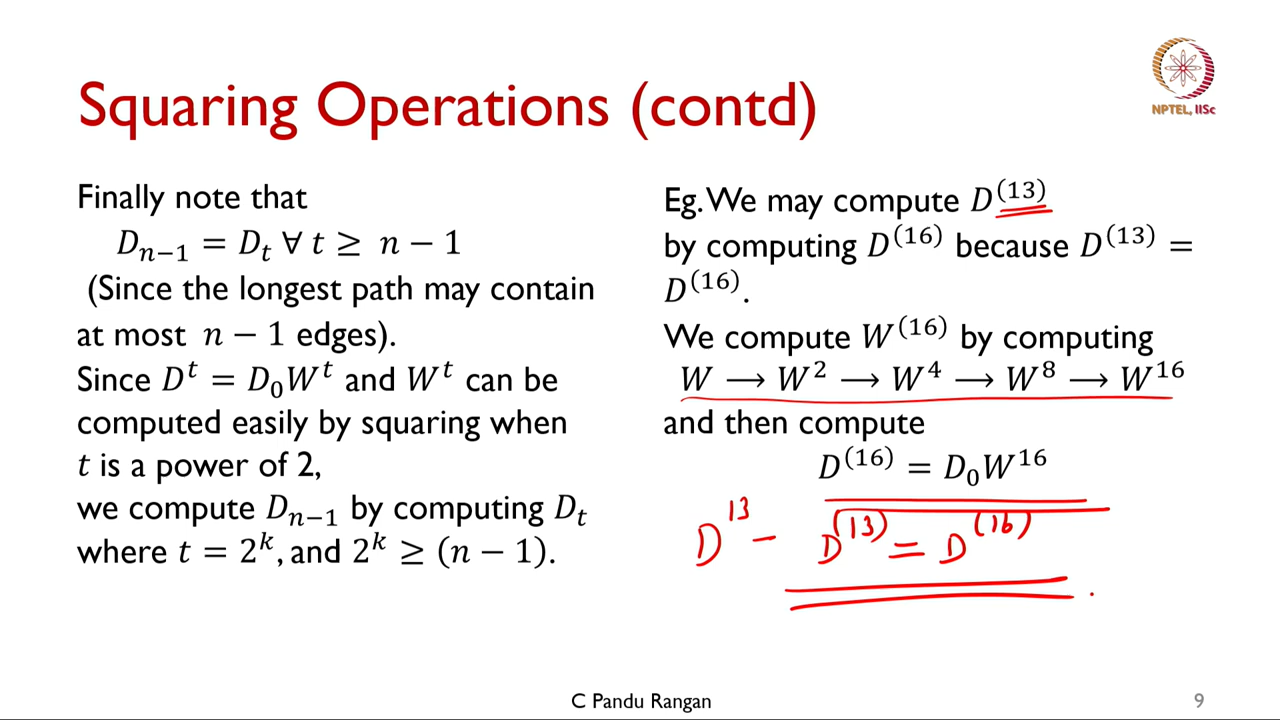 NPTEL, IISc
Squaring Operations (contd)
Finally note that
D_{n−1} = D_t ∀ t ≥ n − 1
(Since the longest path may contain
at most n − 1 edges).
Since D^t = D_0W^t and W^t can be
computed easily by squaring when
t is a power of 2,
we compute D_{n−1} by computing D_t
where t = 2^k, and 2^k ≥ (n − 1).
Eg. We may compute D^{(13)}
by computing D^{(16)} because D^{(13)} =
D^{(16)}.
We compute W^{(16)} by computing
W ⟶ W^2 ⟶ W^4 ⟶ W^8 ⟶ W^{16}
and then compute
D^{(16)} = D_0W^{16}
D^{13} − D^{(13)} = D^{(16)}
C Pandu Rangan
9